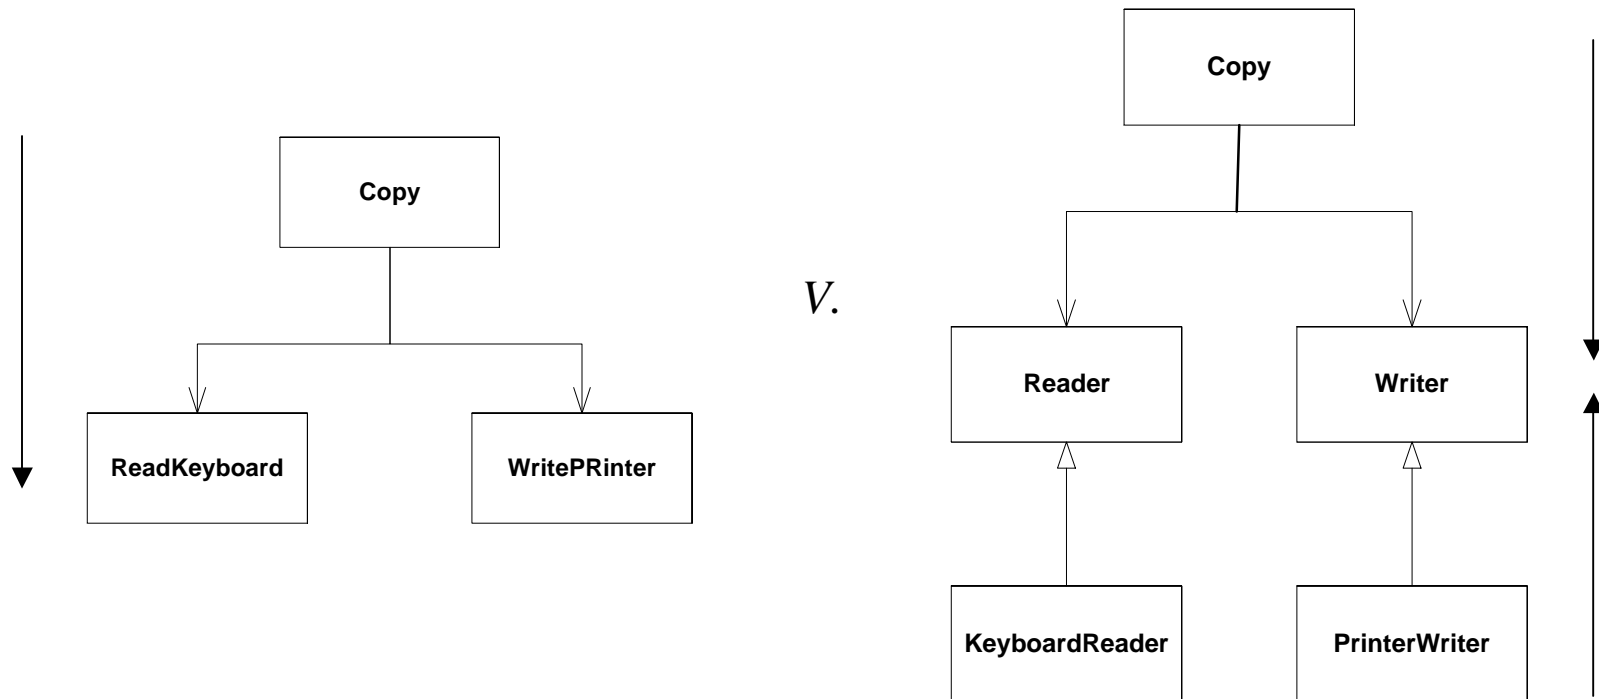 Copy
ReadKeyboard
WritePRinter
V.
Copy
Reader
Writer
KeyboardReader
PrinterWriter